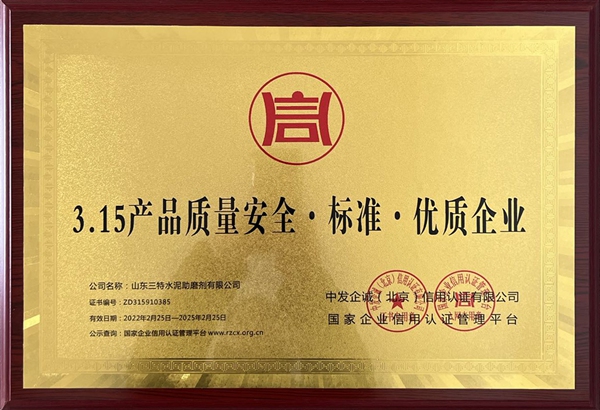 3.15产品质量安全·标准·优质企业
公司名称：山东三特水泥助磨剂有限公司
证书编号：ZD315910385
有效日期：2022年2月25日—2025年2月25日
公示查询：国家企业信用认证管理平台 www.rzcx.org.cn
中发企诚（北京）信用认证有限公司
国家企业信用认证管理平台